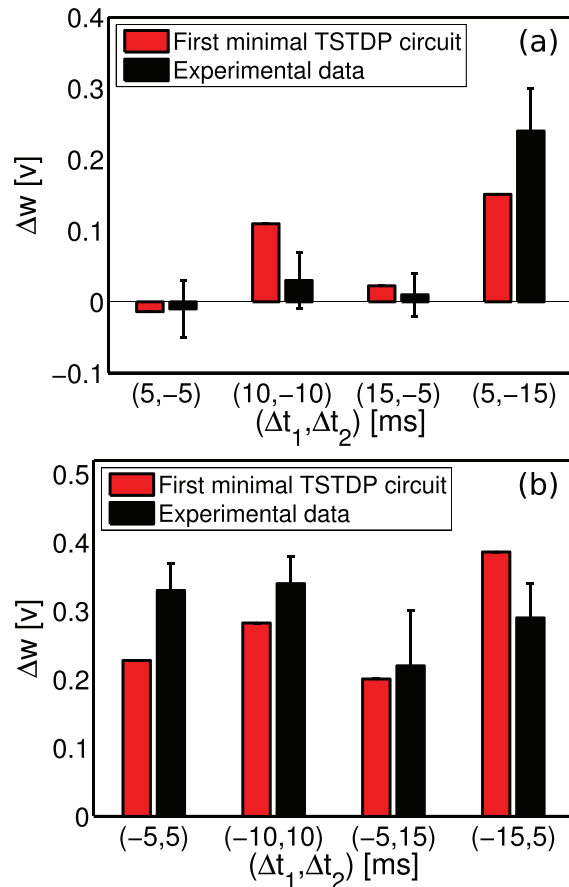 (a)
First minimal TSTDP circuit
Experimental data
Δw [v]
0.4
0.3
0.2
0.1
0
−0.1
(5,−5) (10,−10) (15,−5) (5,−15)
(Δt1,Δt2) [ms]
(b)
First minimal TSTDP circuit
Experimental data
Δw [v]
0.5
0.4
0.3
0.2
0.1
0
(−5,5) (−10,10) (−5,15) (−15,5)
(Δt1,Δt2) [ms]